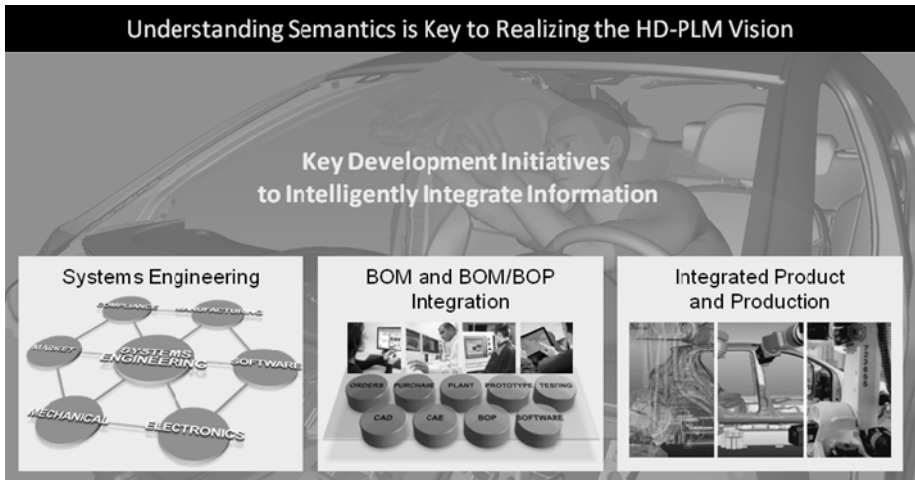 Understanding Semantics is Key to Realizing the HD-PLM Vision
Key Development Initiatives
to Intelligently Integrate Information
Systems Engineering
COMPLIANCE
MANUFACTURING
MARKET
SYSTEMS
ENGINEERING
SOFTWARE
MECHANICAL
ELECTRONICS
BOM and BOM/BOP
Integration
ORDERS PURCHASE PLANT PROTOTYPE TESTING
CAD CAE BOP SOFTWARE
Integrated Product
and Production